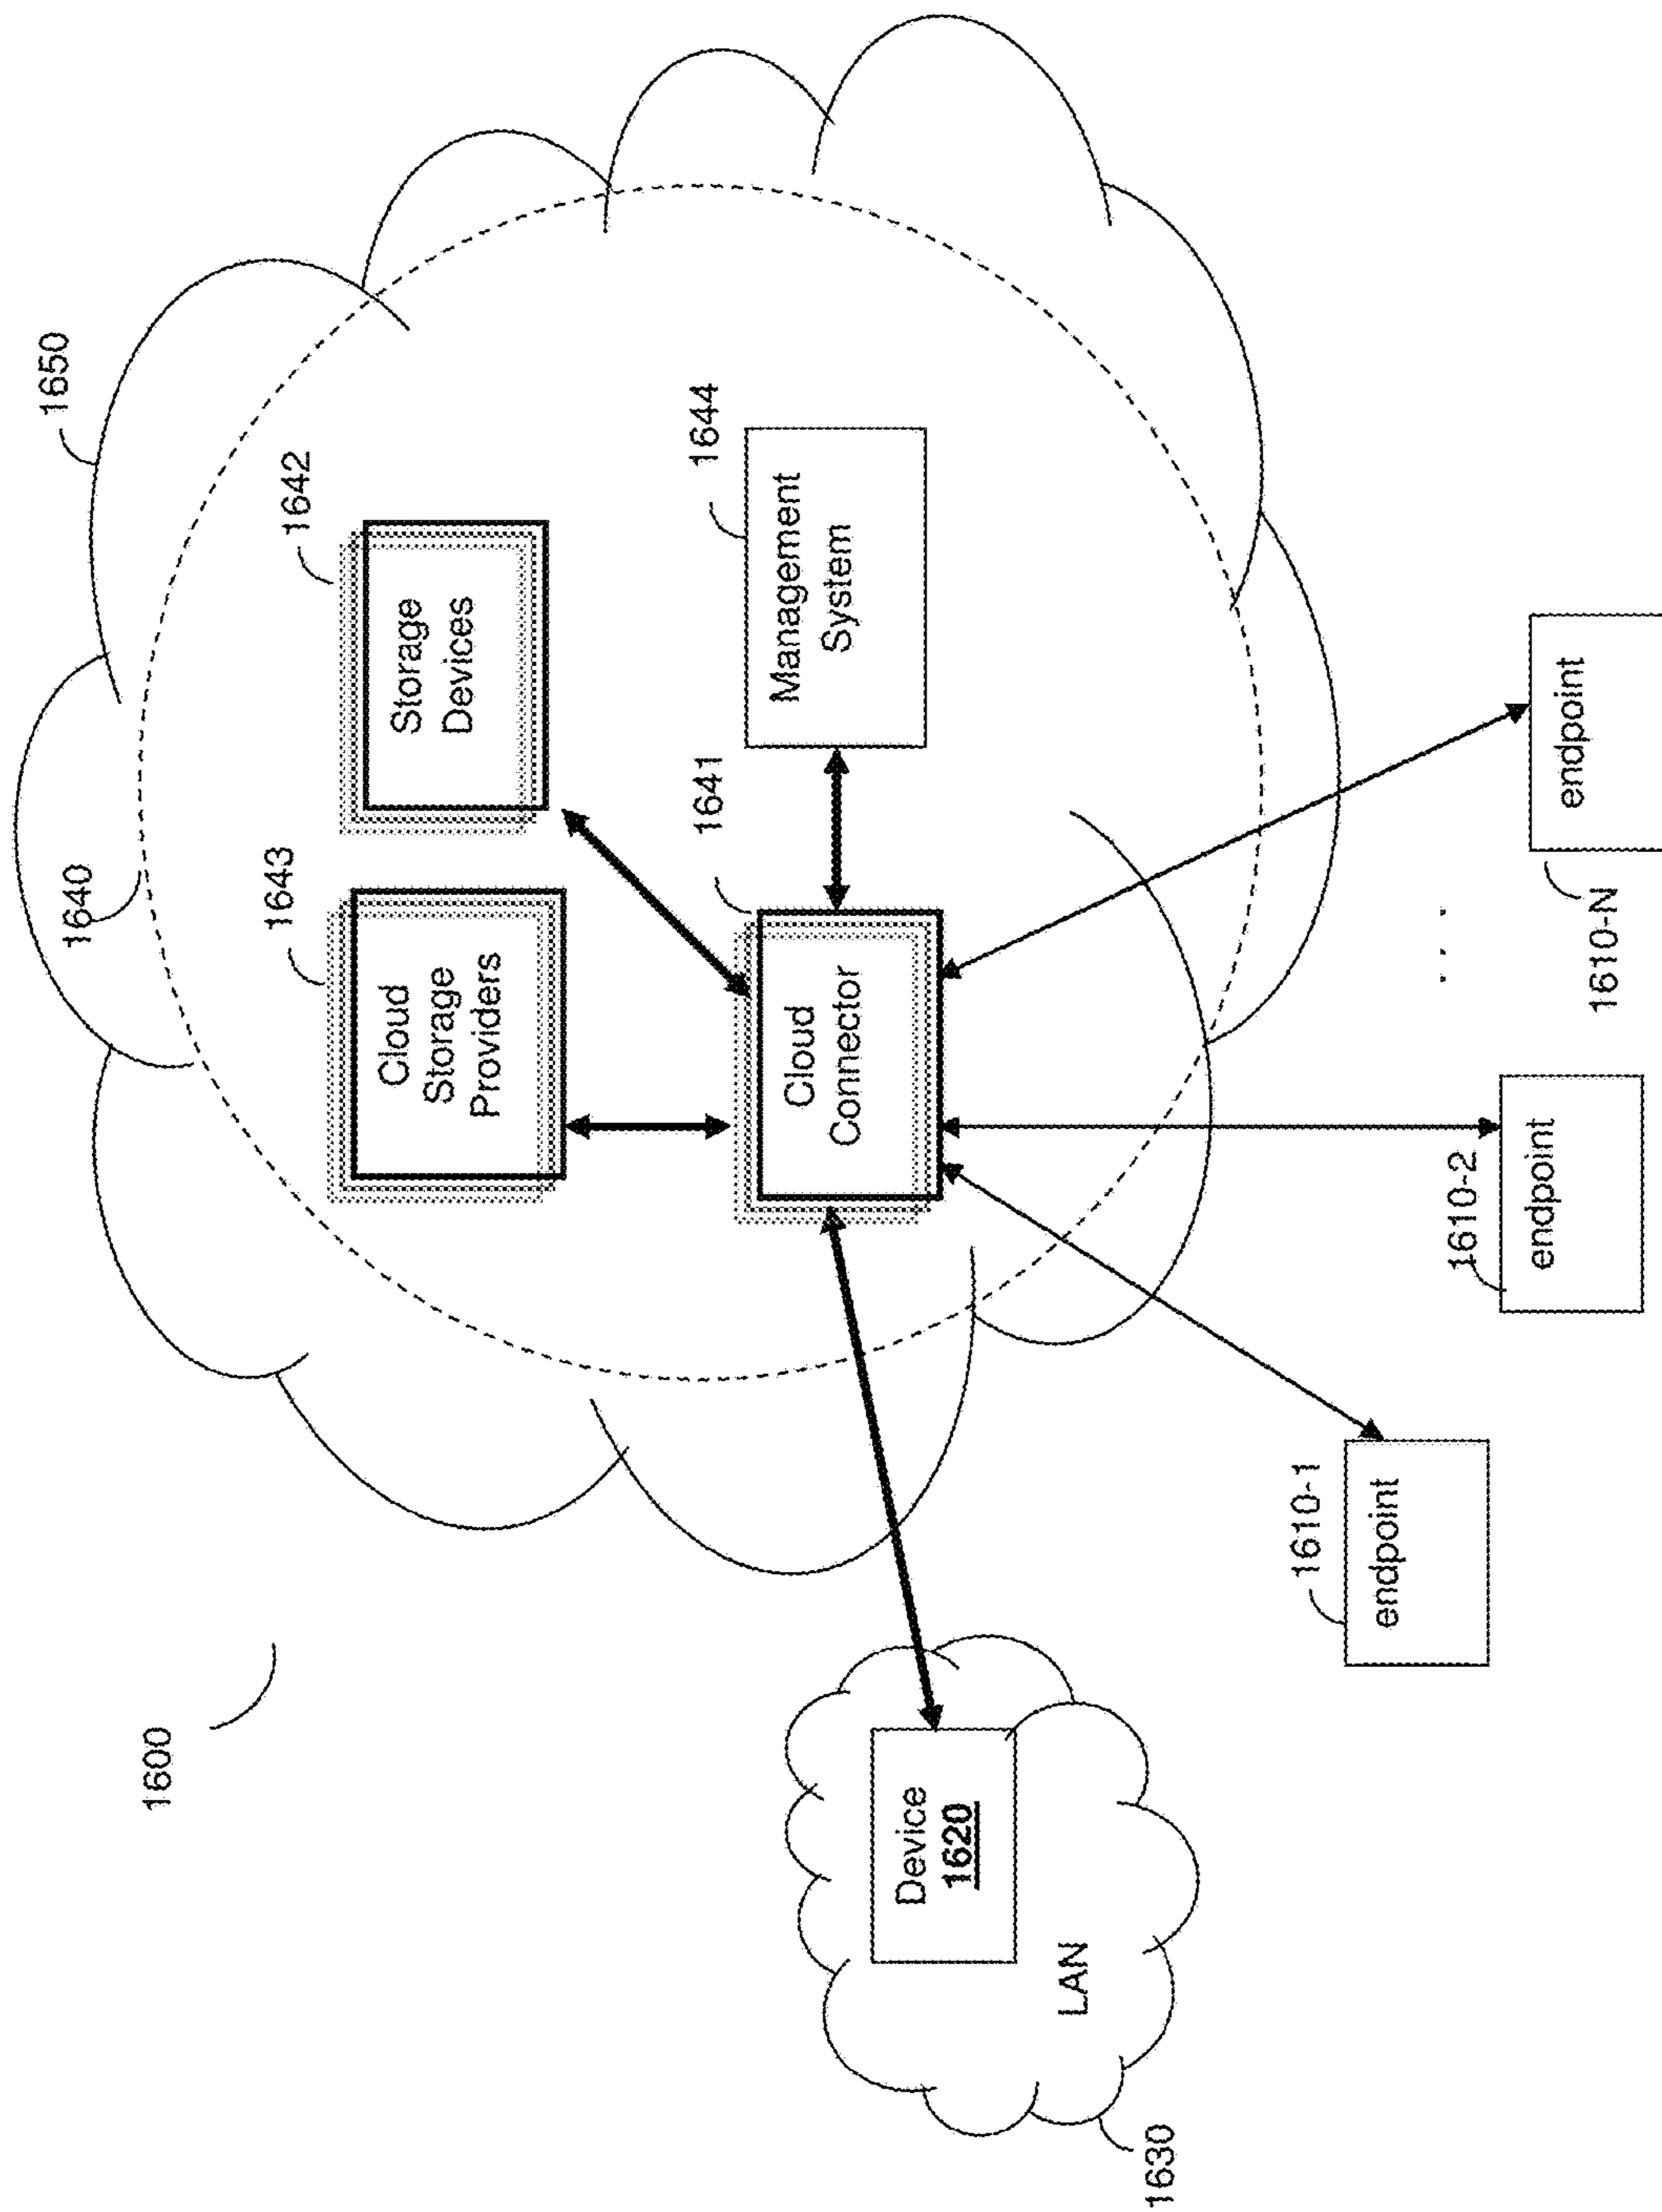 1600
1650
1640
1643
1642
Cloud
Storage
Providers
Storage
Devices
1641
1644
Cloud
Connector
Management
System
Device
1620
LAN
1630
1610-1
endpoint
1610-2
endpoint
. . .
1610-N
endpoint